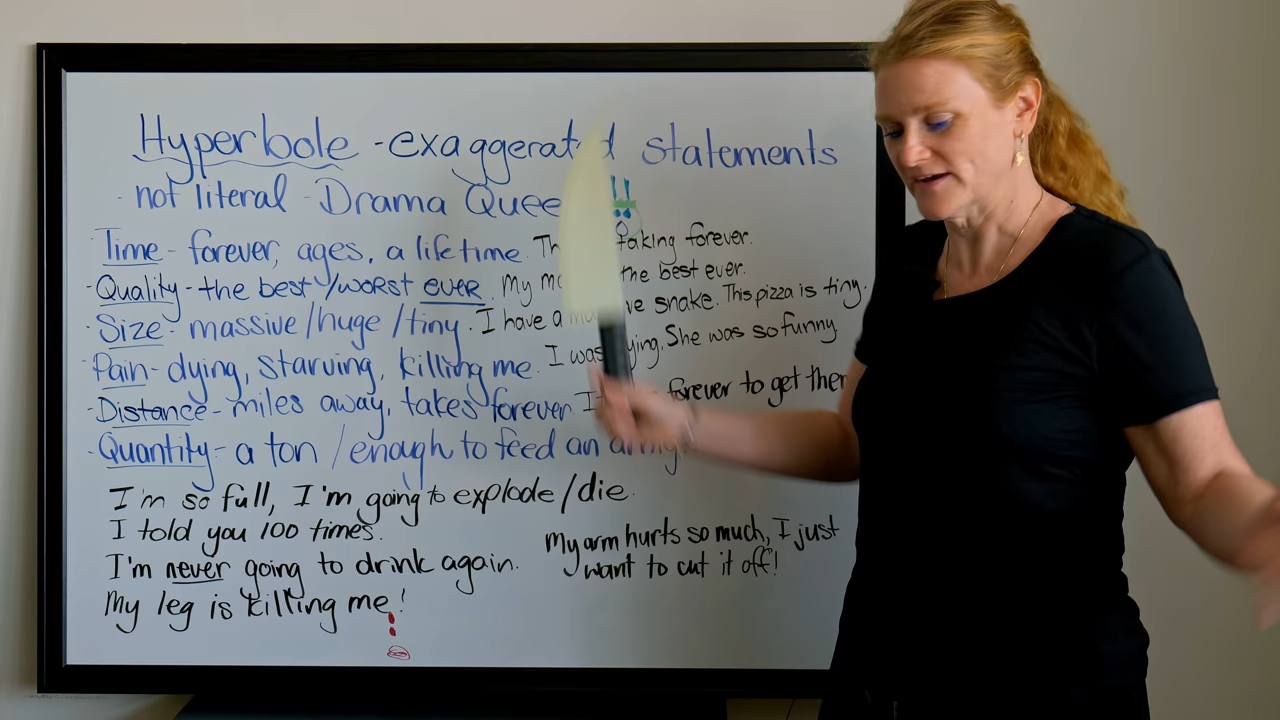 Hyperbole - exaggerat d statements
· not literal - Drama Quee
Time - forever, ages, a lifetime. Th taking forever.
- Quality - the best/worst ever. My mo the best ever.
- Size - massive/huge/tiny. I have a ma ve snake. This pizza is tiny.
- Pain - dying, starving, killing me. I was ying. She was so funny.
- Distance - miles away, takes forever. forever to get ther
- Quantity - a ton / enough to feed an army.
I'm so full, I'm going to explode/die.
I told you 100 times.
I'm never going to drink again.
My leg is killing me!
My arm hurts so much, I just
want to cut it off!